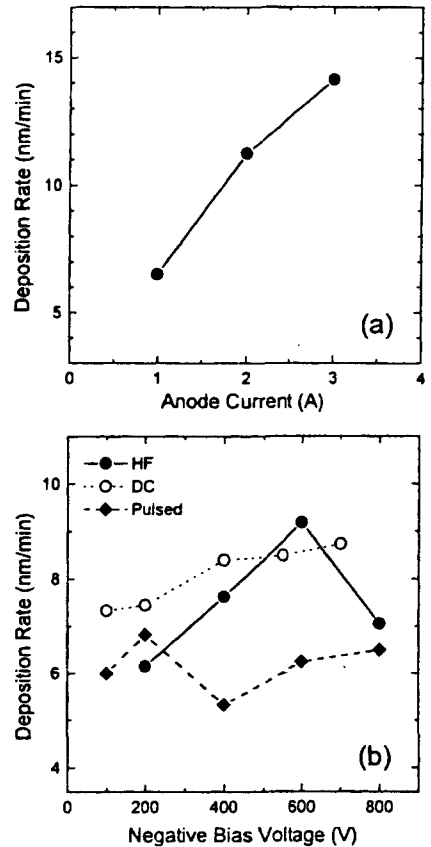 15
10
5
0
1
2
3
4
Deposition Rate (nm/min)
Anode Current (A)
(a)
HF
DC
Pulsed
10
8
6
4
0
200
400
600
800
Deposition Rate (nm/min)
Negative Bias Voltage (V)
(b)